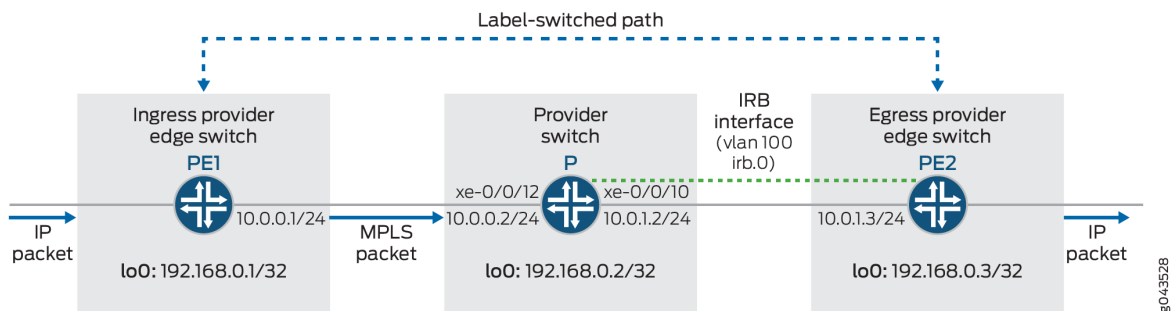 Label-switched path
Ingress provider
edge switch
PE1
10.0.0.1/24
lo0: 192.168.0.1/32
IP
packet
MPLS
packet
Provider
switch
P
xe-0/0/12
xe-0/0/10
10.0.0.2/24
10.0.1.2/24
lo0: 192.168.0.2/32
IRB
interface
(vlan 100
irb.0)
Egress provider
edge switch
PE2
10.0.1.3/24
lo0: 192.168.0.3/32
IP
packet
g043528